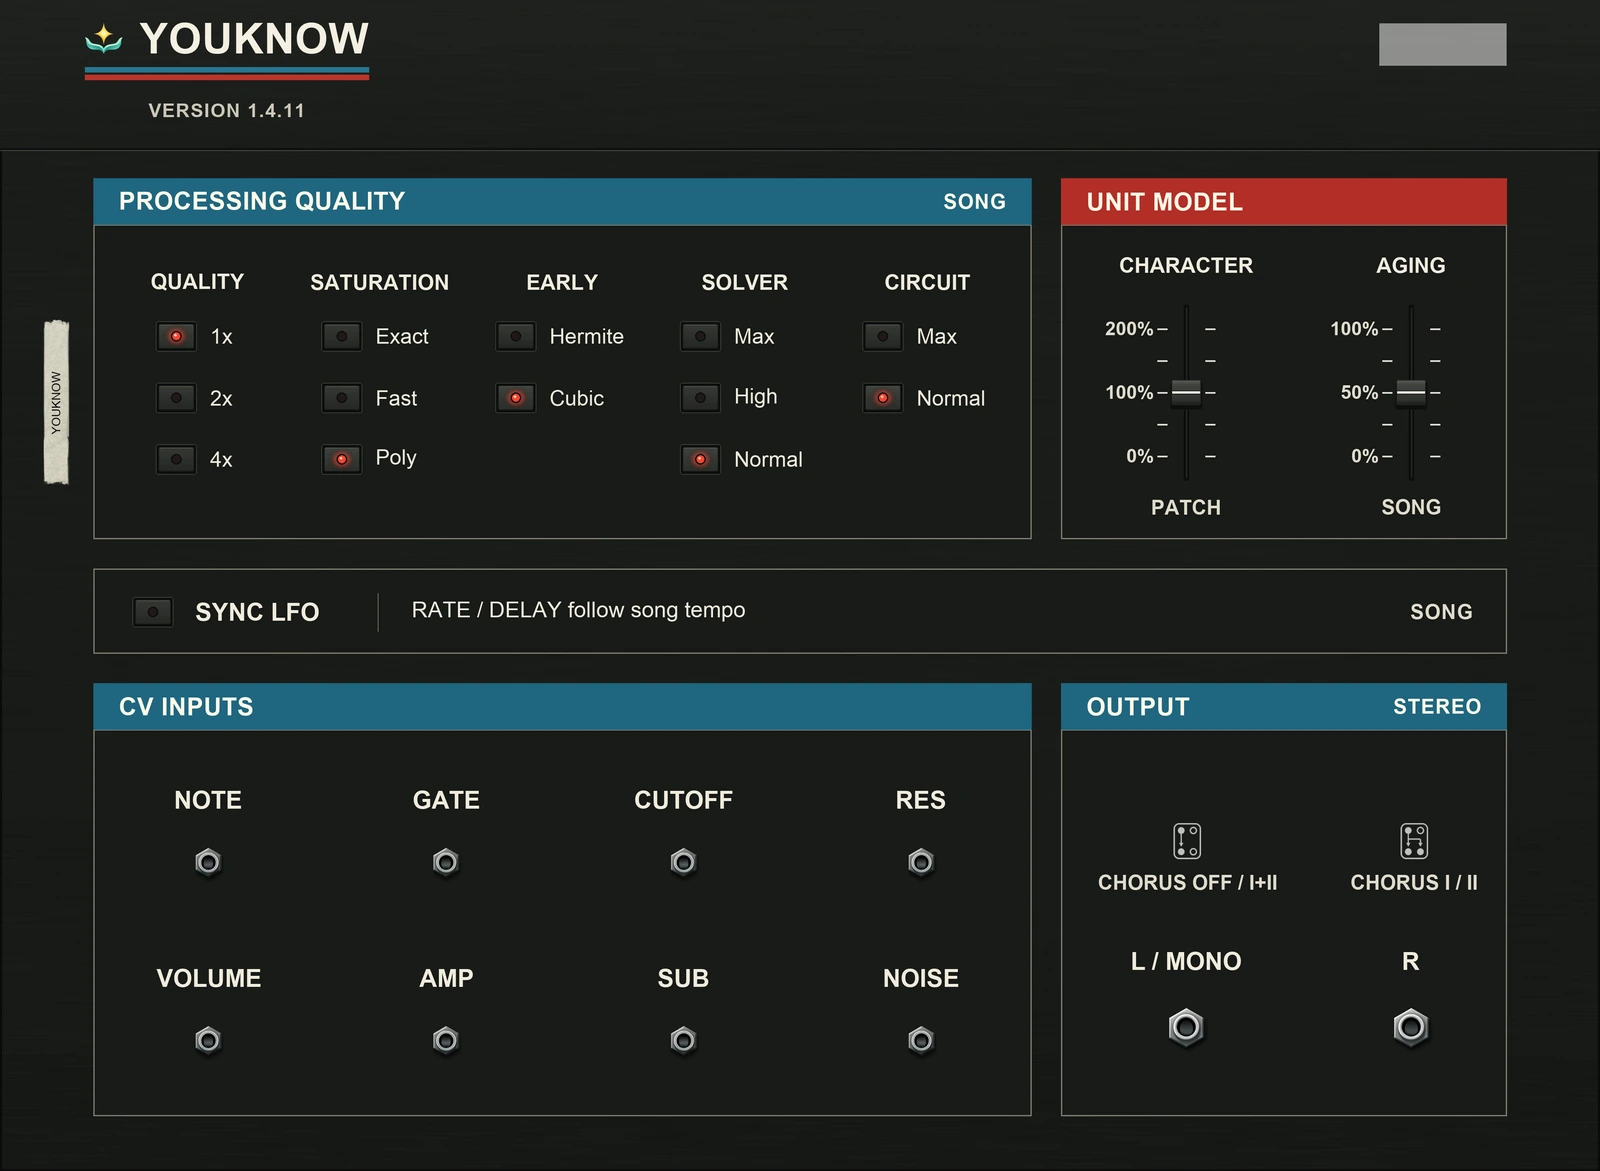 YOUKNOW
VERSION 1.4.11
PROCESSING QUALITY SONG
QUALITY SATURATION EARLY SOLVER CIRCUIT
1x Exact Hermite Max Max
2x Fast Cubic High Normal
4x Poly Normal
UNIT MODEL
CHARACTER AGING
200% 100%
100% 50%
0% 0%
PATCH SONG
YOUKNOW
SYNC LFO RATE / DELAY follow song tempo SONG
CV INPUTS
NOTE GATE CUTOFF RES
VOLUME AMP SUB NOISE
OUTPUT STEREO
CHORUS OFF / I+II CHORUS I / II
L / MONO R